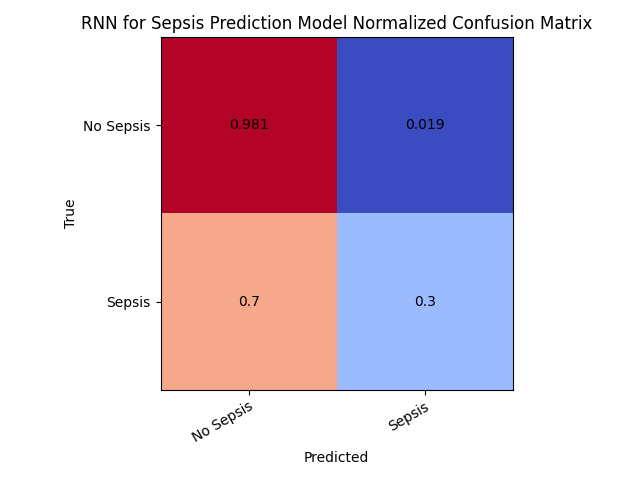 RNN for Sepsis Prediction Model Normalized Confusion Matrix
No Sepsis
0.981
0.019
True
Sepsis
0.7
0.3
No Sepsis
Sepsis
Predicted